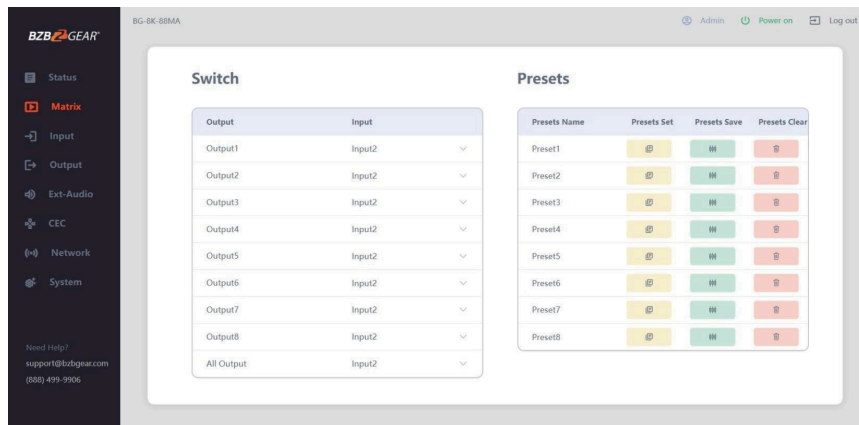 BZBGEAR
BG-8K-88MA
Admin Power on Log out
Status
Matrix
Input
Output
Ext-Audio
CEC
Network
System
Need Help?
support@bzbgear.com
(888) 499-9906
Switch
Output Input
Output1 Input2
Output2 Input2
Output3 Input2
Output4 Input2
Output5 Input2
Output6 Input2
Output7 Input2
Output8 Input2
All Output Input2
Presets
Presets Name Presets Set Presets Save Presets Clear
Preset1
Preset2
Preset3
Preset4
Preset5
Preset6
Preset7
Preset8